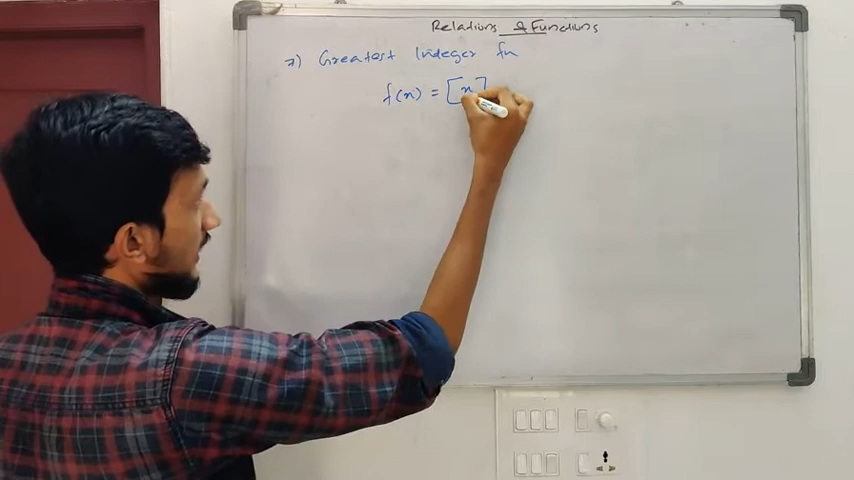 Relations & Functions
7) Greatest Integer fn
f(x) = [x]